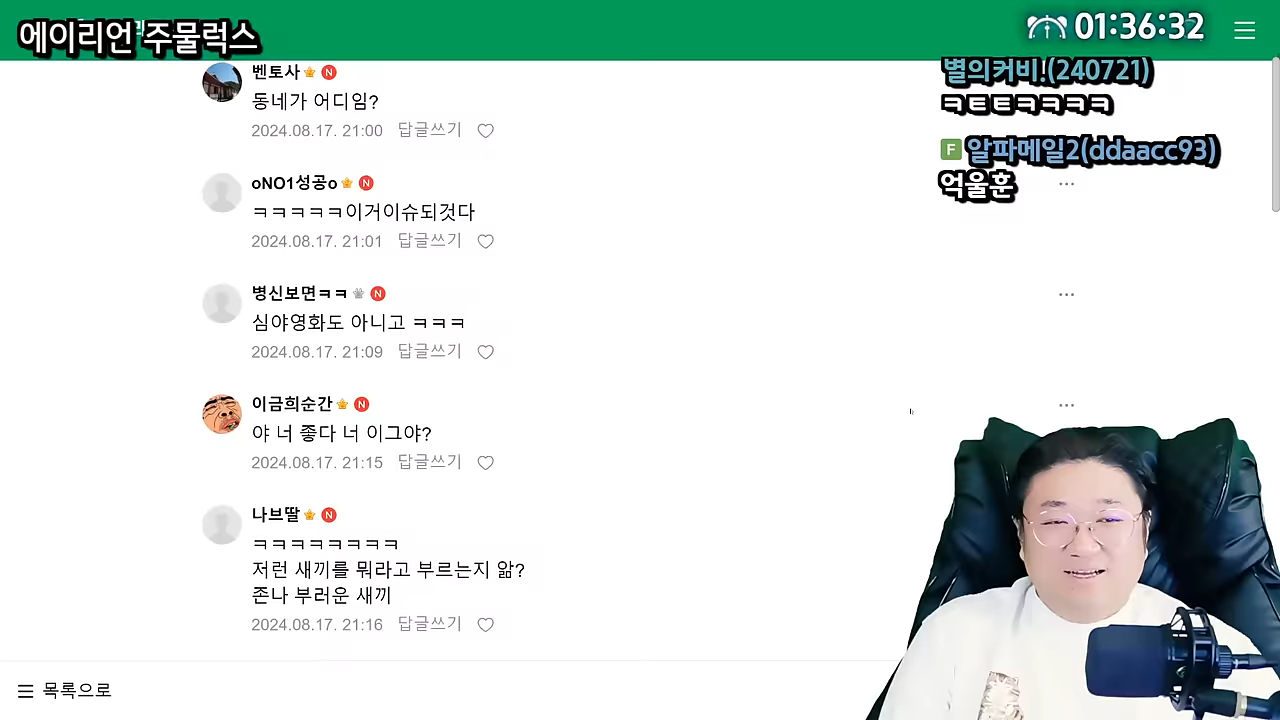 에이리언 주물럭스
01:36:32
별의커비!(240721)
ㅋㅌㅌㅋㅋㅋㅋ
F 알파메일2(ddaacc93)
억울훈
벤토사 N
동네가 어디임?
2024.08.17. 21:00 답글쓰기
oNO1성공o N
ㅋㅋㅋㅋㅋ이거이슈되것다
2024.08.17. 21:01 답글쓰기
병신보면ㅋㅋ N
심야영화도 아니고 ㅋㅋㅋ
2024.08.17. 21:09 답글쓰기
이금희순간 N
야 너 좋다 너 이그야?
2024.08.17. 21:15 답글쓰기
나브딸 N
ㅋㅋㅋㅋㅋㅋㅋㅋ
저런 새끼를 뭐라고 부르는지 앎?
존나 부러운 새끼
2024.08.17. 21:16 답글쓰기
목록으로